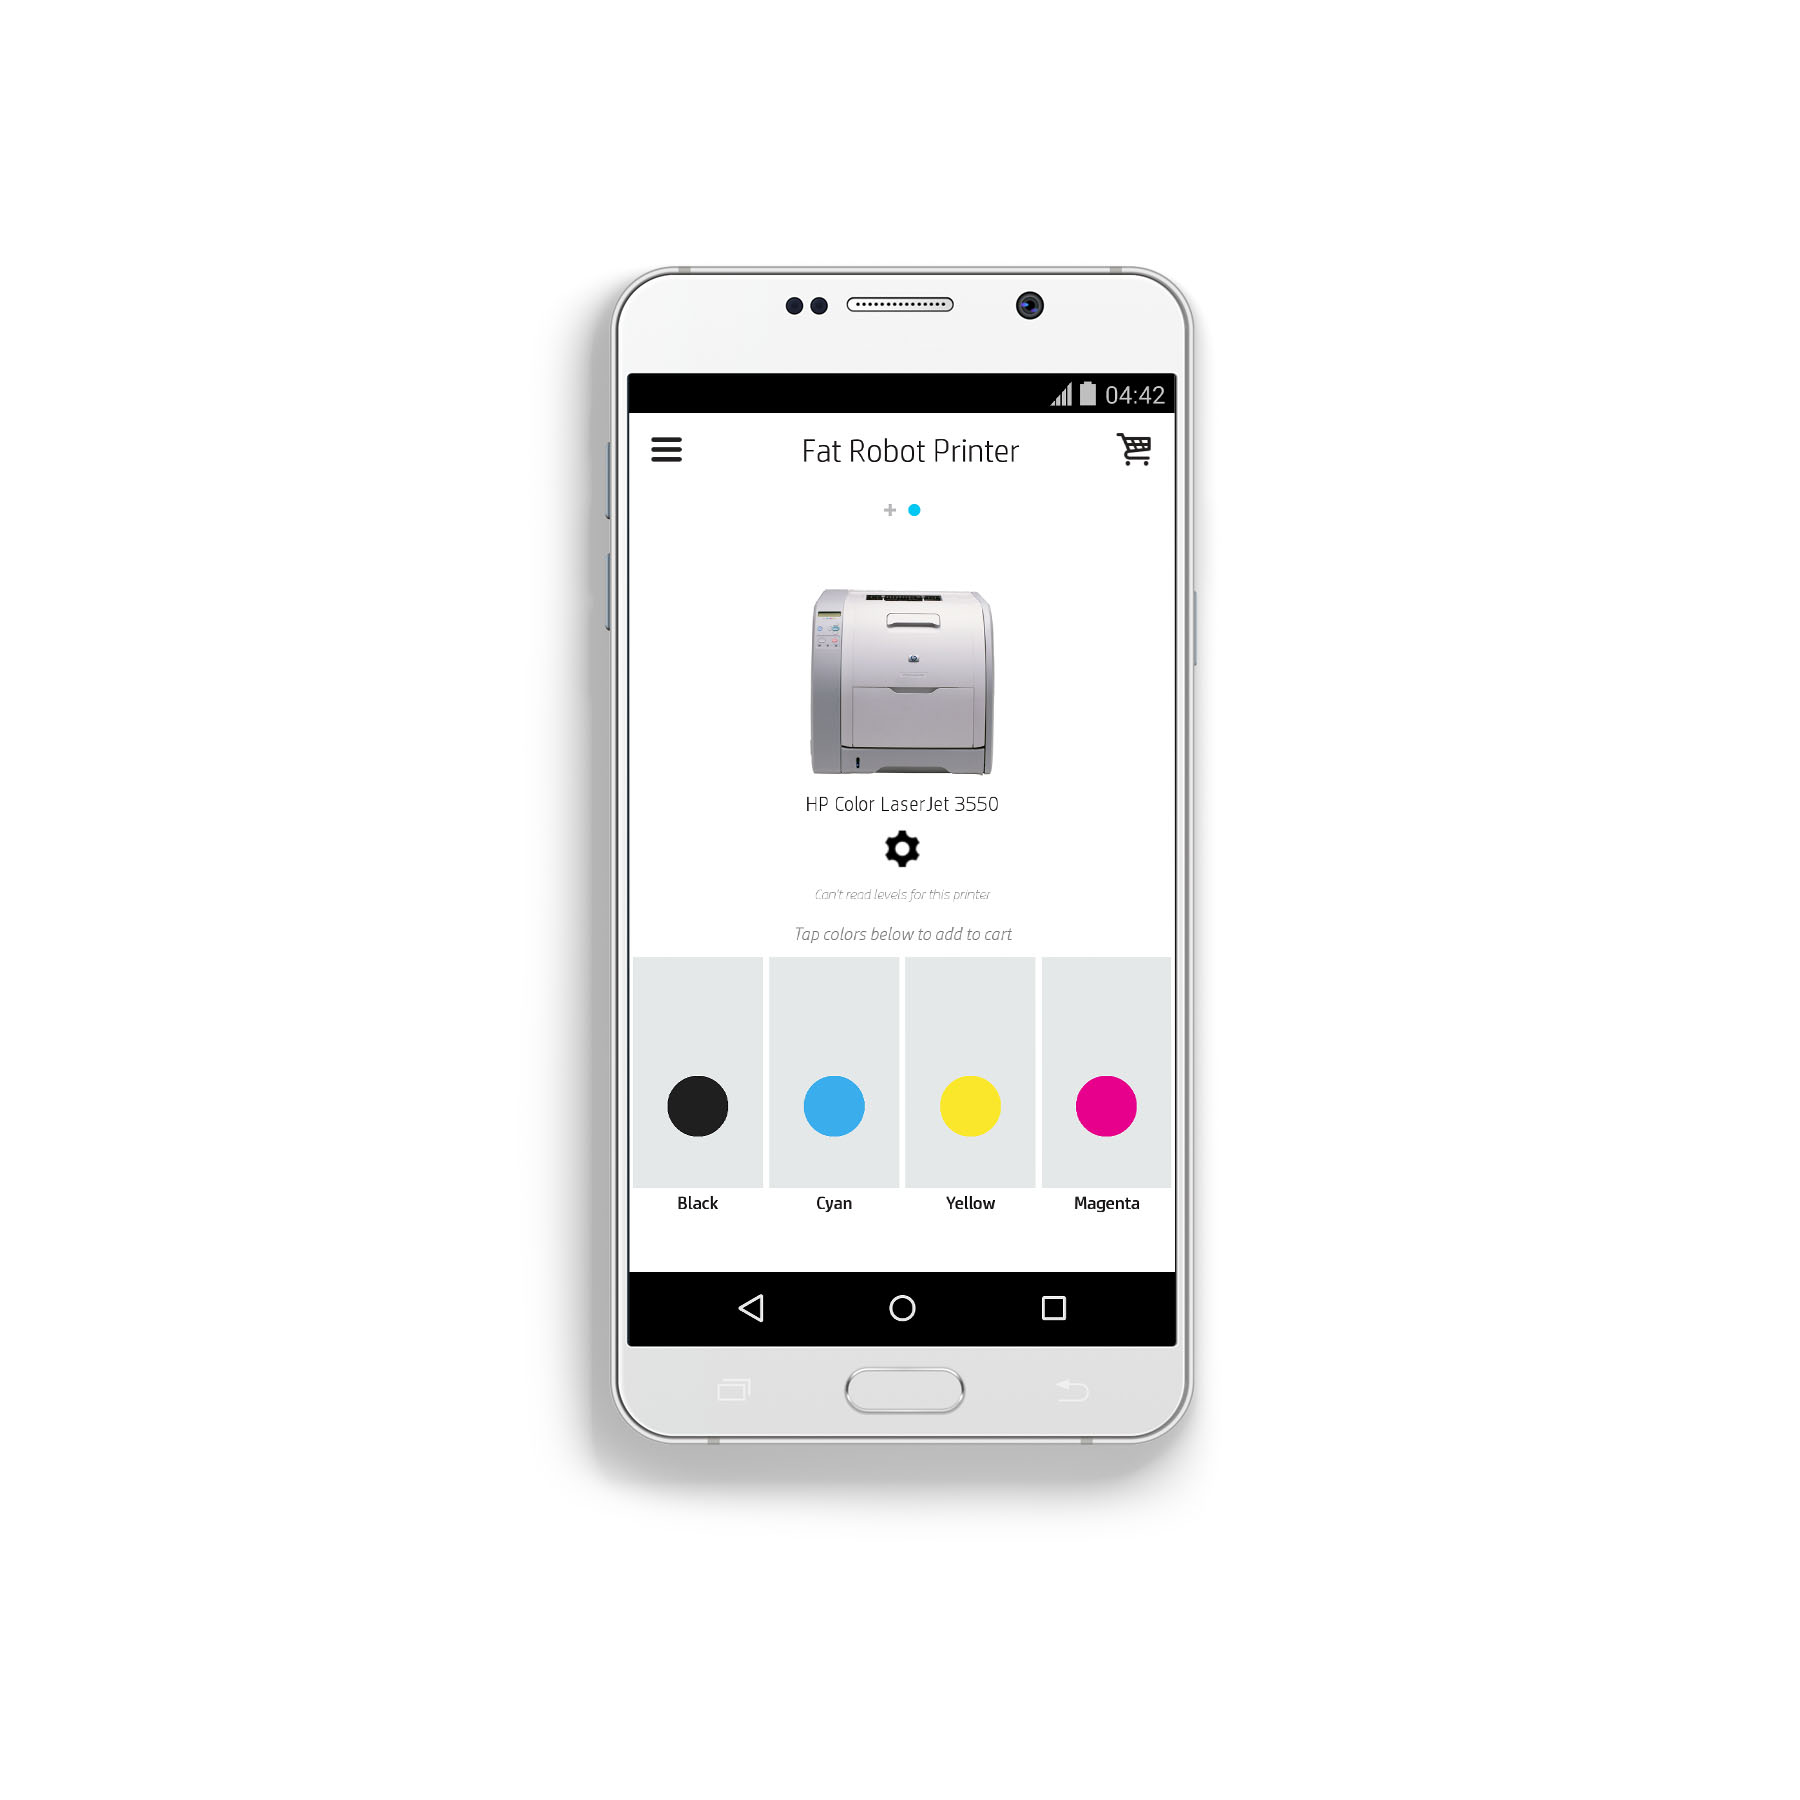 04:42
Fat Robot Printer
HP Color LaserJet 3550
Can't read levels for this printer
Tap colors below to add to cart
Black Cyan Yellow Magenta